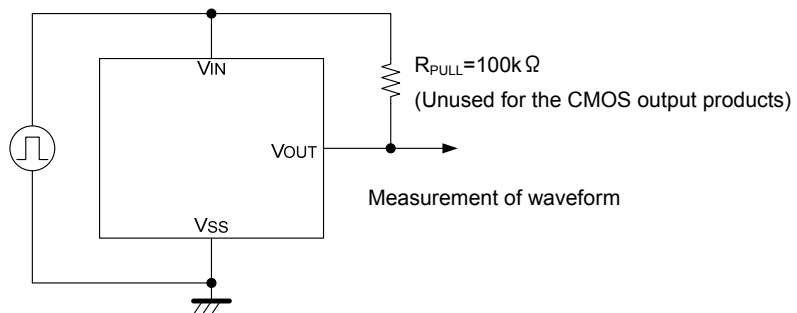 VIN
RPULL=100kΩ
(Unused for the CMOS output products)
VOUT
Measurement of waveform
VSS